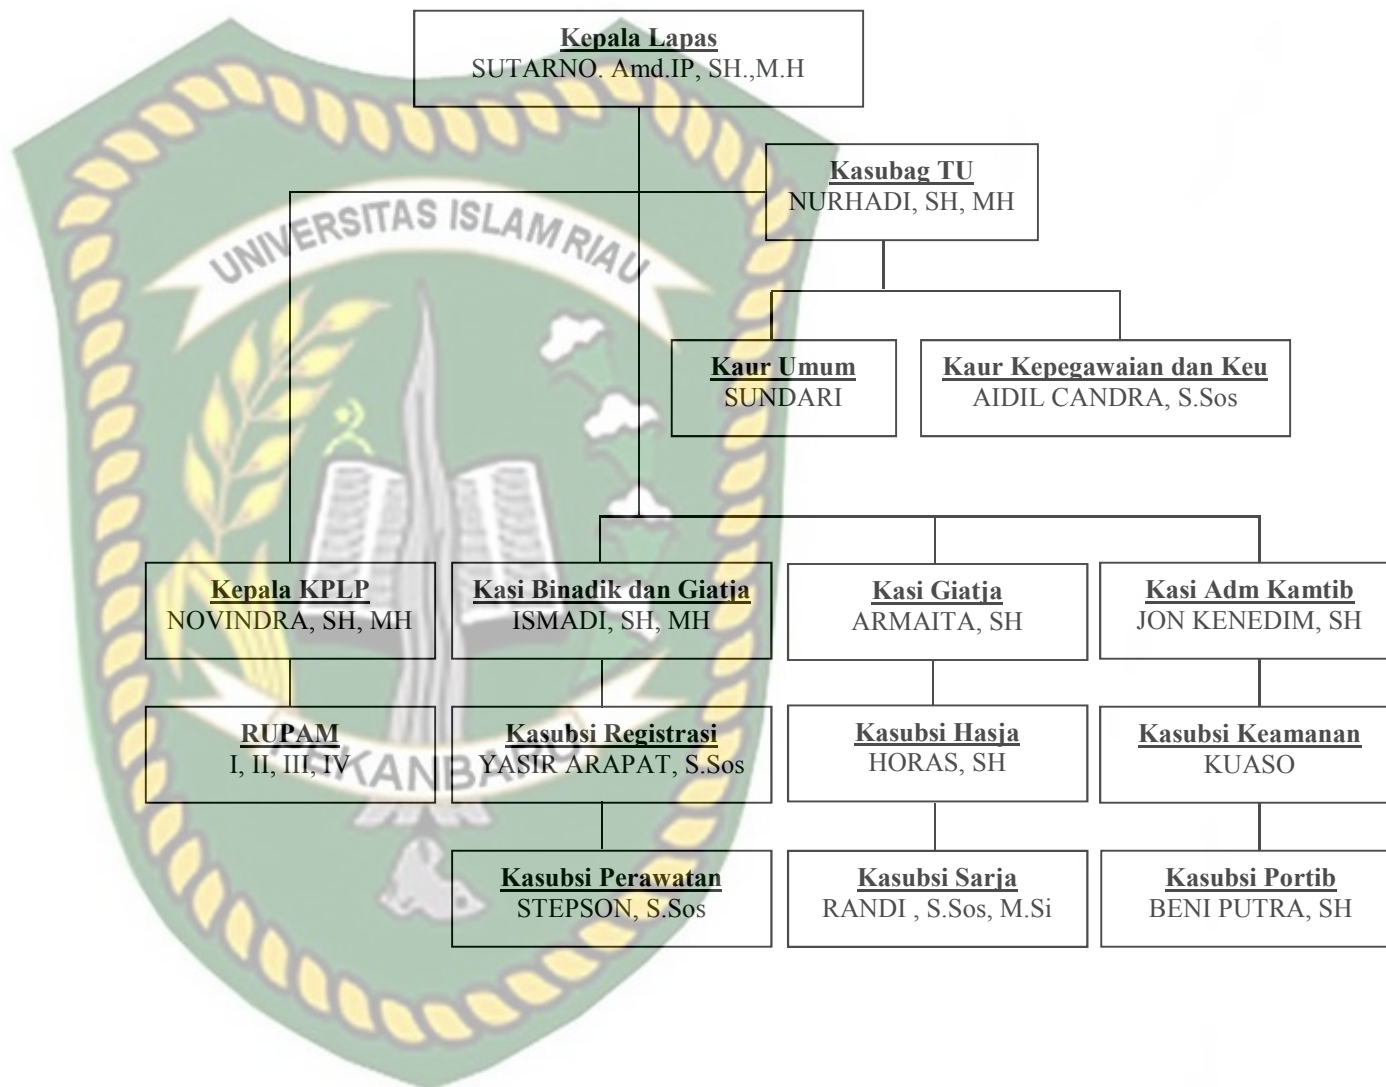 Kepala Lapas
SUTARNO. Amd.IP, SH.,M.H
Kasubag TU
NURHADI, SH, MH
UNIVERSITAS ISLAM RIAU
Kaur Umum
SUNDARI
Kaur Kepegawaian dan Keu
AIDIL CANDRA, S.Sos
Kepala KPLP
NOVINDRA, SH, MH
Kasi Binadik dan Giatja
ISMADI, SH, MH
Kasi Giatja
ARMAITA, SH
Kasi Adm Kamtib
JON KENEDIM, SH
RUPAM
I, II, III, IV
Kasubsi Registrasi
YASIR ARAPAT, S.Sos
Kasubsi Hasja
HORAS, SH
Kasubsi Keamanan
KUASO
PEKANBARU
Kasubsi Perawatan
STEPSON, S.Sos
Kasubsi Sarja
RANDI , S.Sos, M.Si
Kasubsi Portib
BENI PUTRA, SH